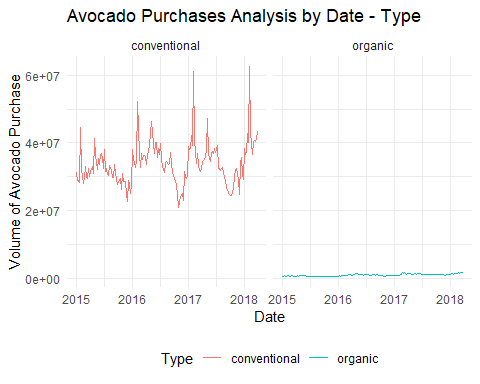 Avocado Purchases Analysis by Date - Type
conventional organic
Volume of Avocado Purchase
6e+07
4e+07
2e+07
0e+00
2015 2016 2017 2018 2015 2016 2017 2018
Date
Type conventional organic